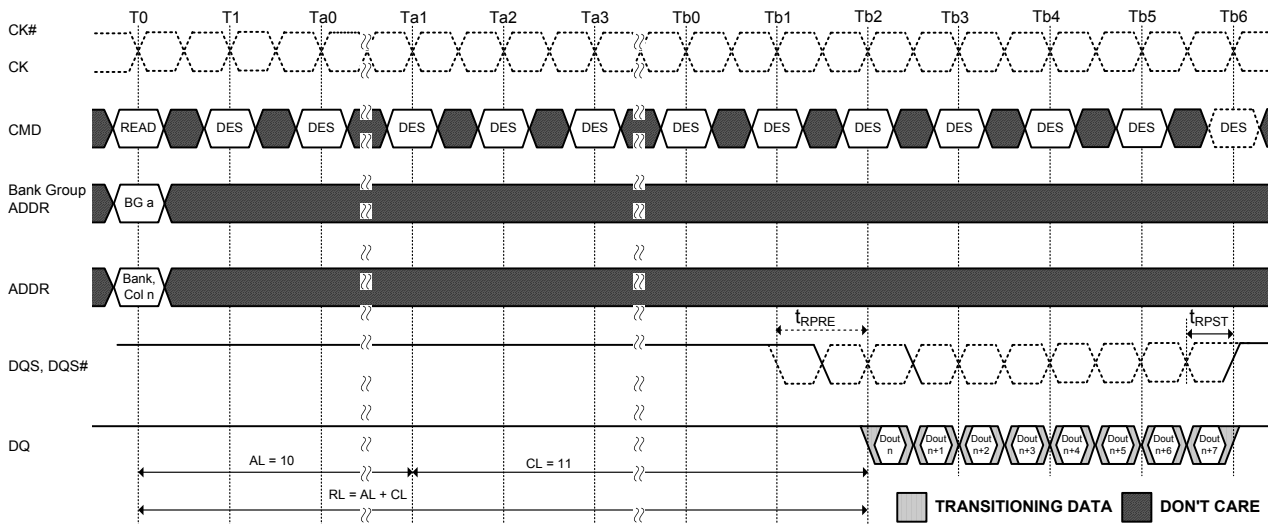 T0 T1 Ta0 Ta1 Ta2 Ta3 Tb0 Tb1 Tb2 Tb3 Tb4 Tb5 Tb6
CK#
CK
CMD READ DES DES DES DES DES DES DES DES DES DES DES DES
Bank Group
ADDR BG a
ADDR Bank,
Col n
tRPRE tRPST
DQS, DQS#
DQ Dout n Dout n+1 Dout n+2 Dout n+3 Dout n+4 Dout n+5 Dout n+6 Dout n+7
AL = 10 CL = 11
RL = AL + CL
TRANSITIONING DATA DON'T CARE